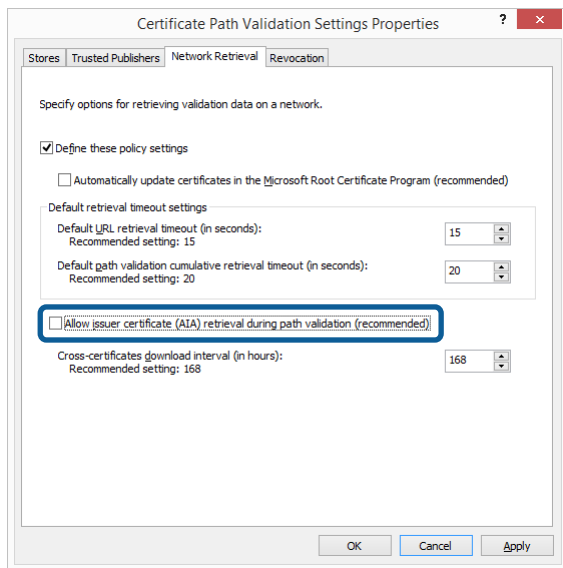 Certificate Path Validation Settings Properties
?
×
Stores
Trusted Publishers
Network Retrieval
Revocation
Specify options for retrieving validation data on a network.
Define these policy settings
Automatically update certificates in the Microsoft Root Certificate Program (recommended)
Default retrieval timeout settings
Default URL retrieval timeout (in seconds):
15
Recommended setting: 15
Default path validation cumulative retrieval timeout (in seconds):
20
Recommended setting: 20
Allow issuer certificate (AIA) retrieval during path validation (recommended)
Cross-certificates download interval (in hours):
168
Recommended setting: 168
OK
Cancel
Apply